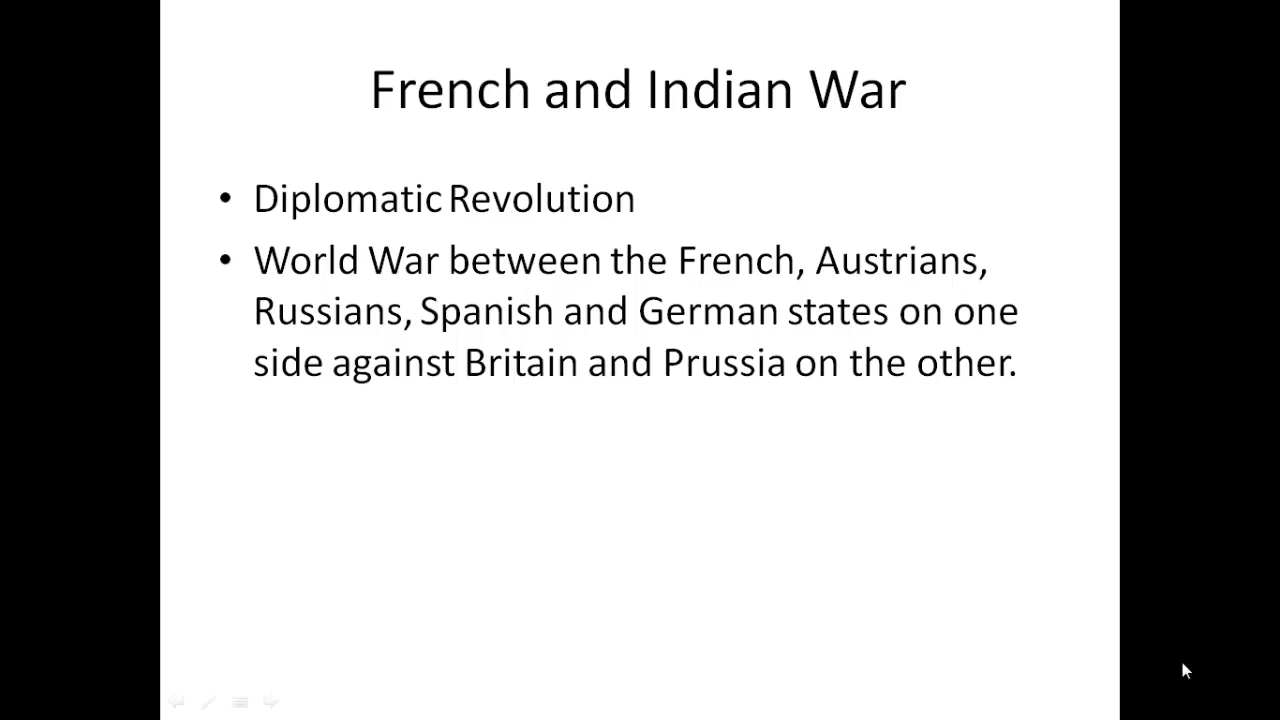 French and Indian War
• Diplomatic Revolution
• World War between the French, Austrians,
Russians, Spanish and German states on one
side against Britain and Prussia on the other.